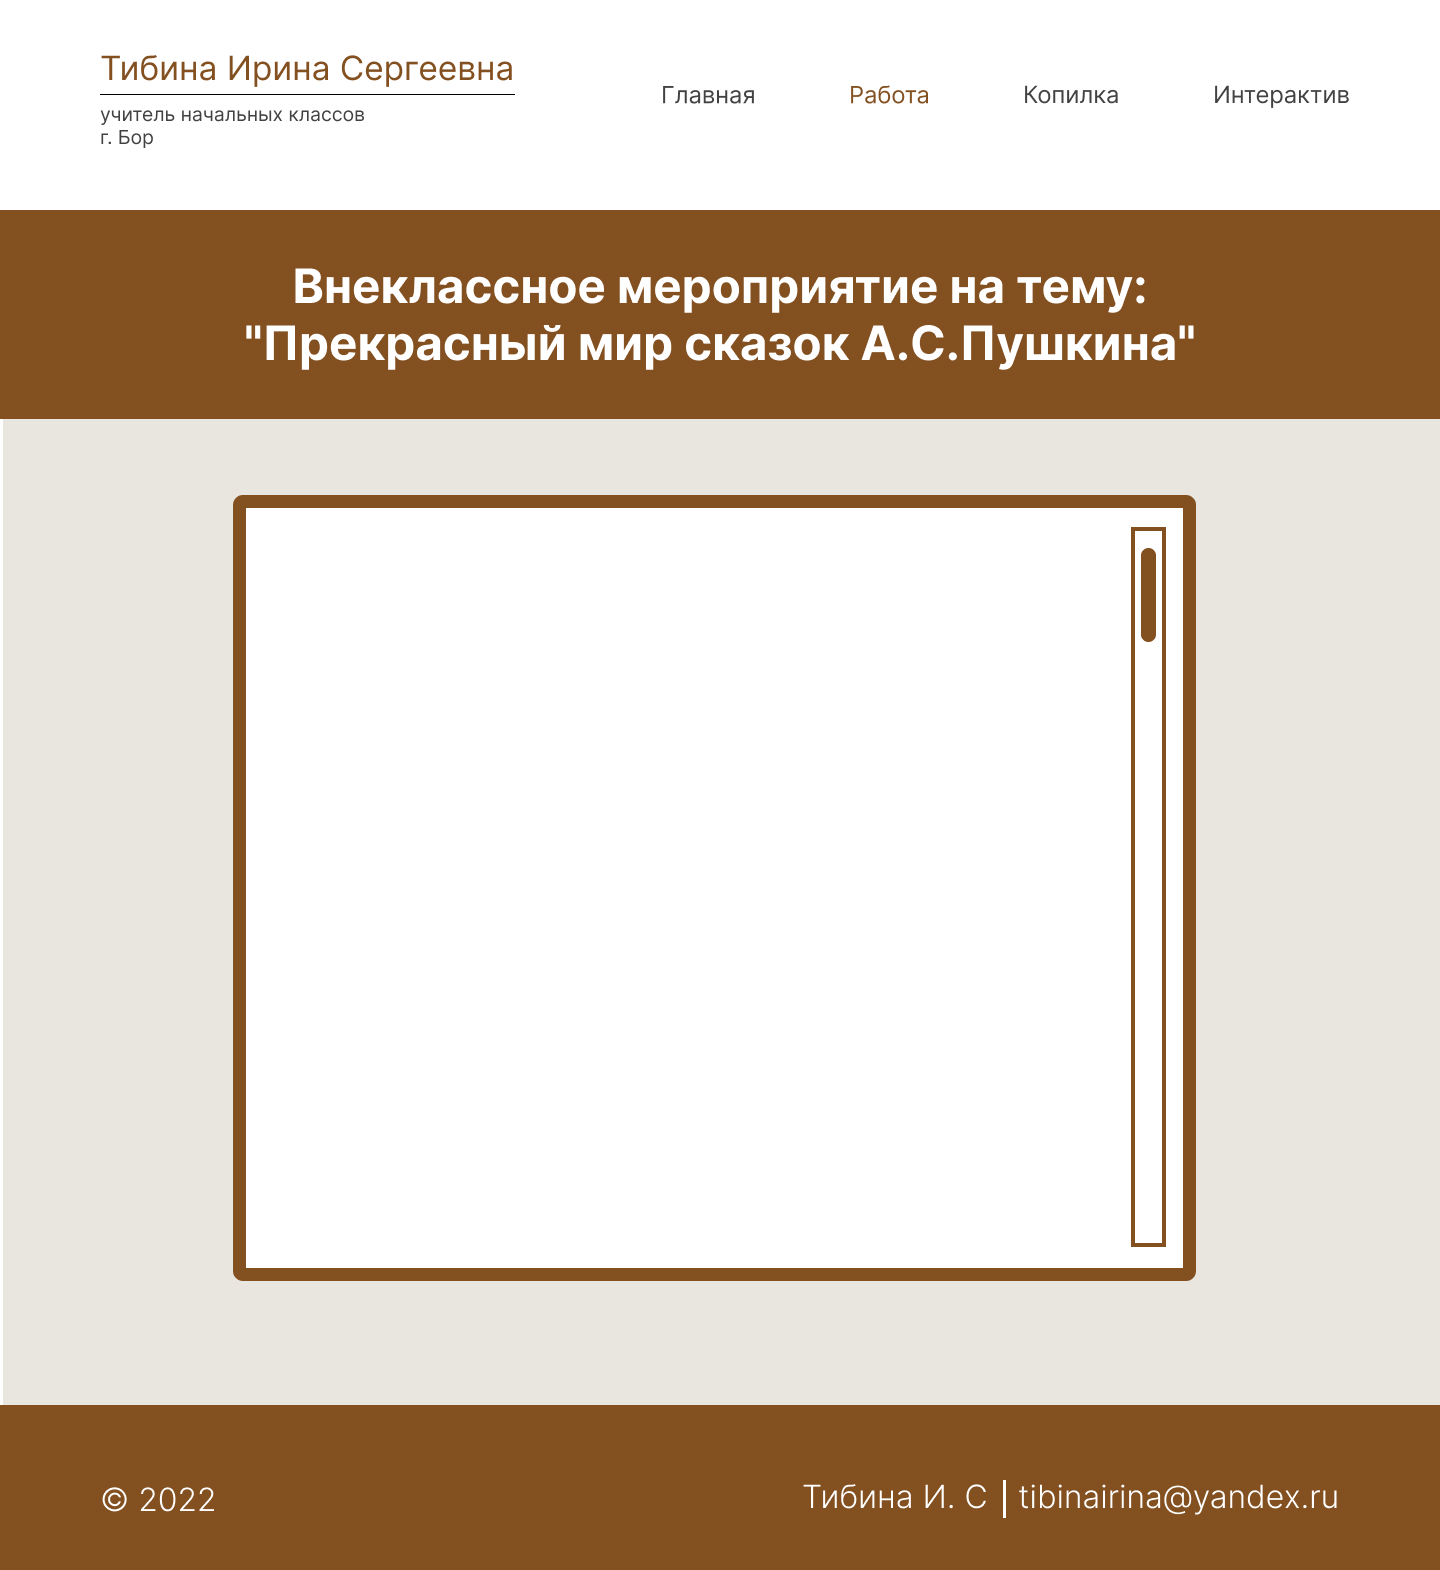 Тибина Ирина Сергеевна
учитель начальных классов
г. Бор
Главная Работа Копилка Интерактив
Внеклассное мероприятие на тему:
"Прекрасный мир сказок А.С.Пушкина"
© 2022
Тибина И. С | tibinairina@yandex.ru